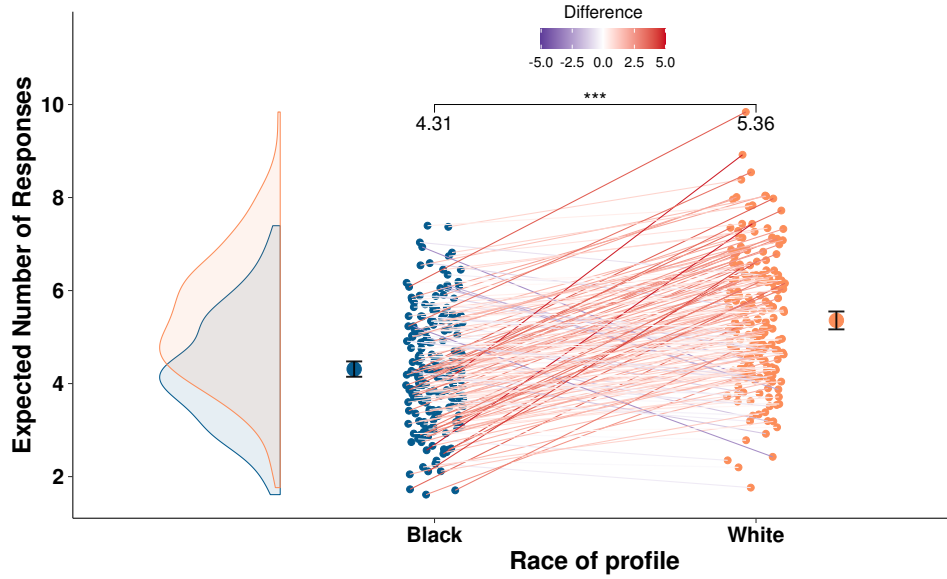 Difference
-5.0 -2.5 0.0 2.5 5.0
***
4.31 5.36
10
8
6
4
2
Expected Number of Responses
Black White
Race of profile